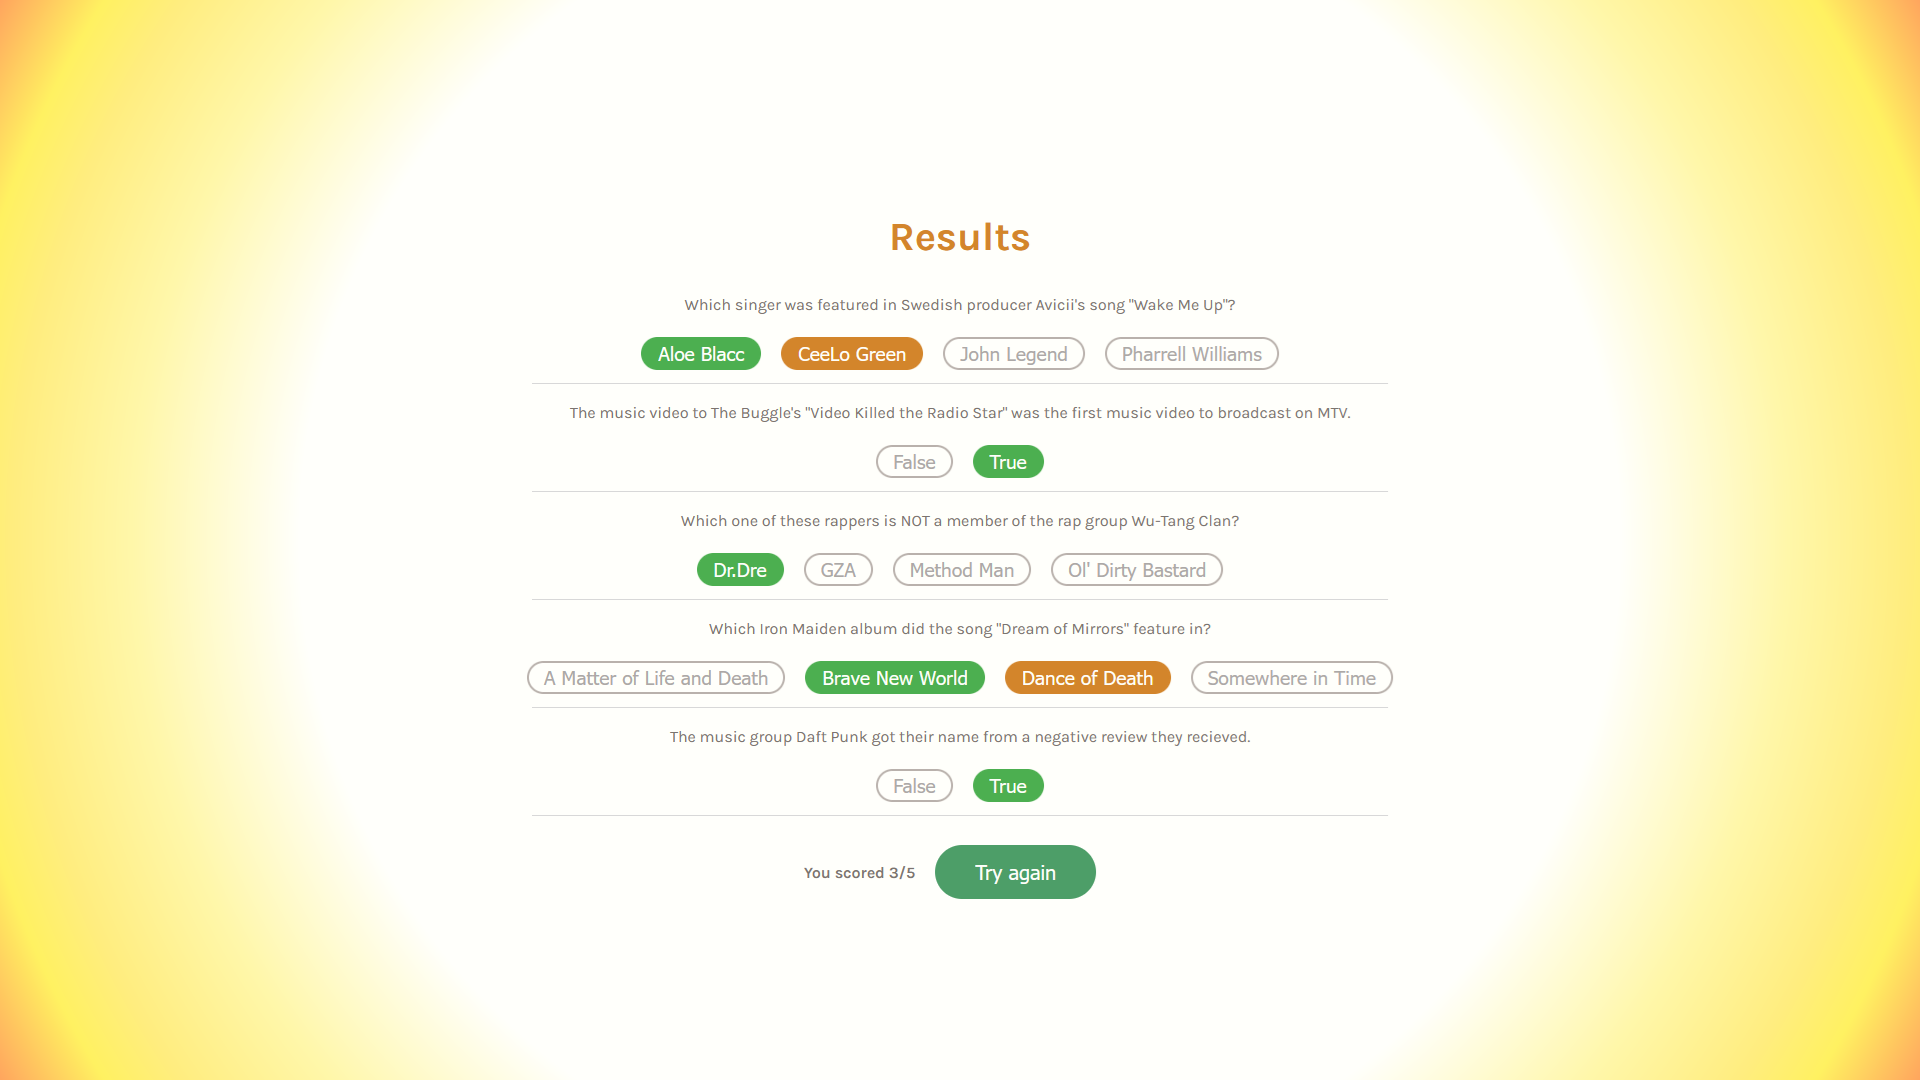 Results
Which singer was featured in Swedish producer Avicii's song "Wake Me Up"?
Aloe Blacc CeeLo Green John Legend Pharrell Williams
The music video to The Buggle's "Video Killed the Radio Star" was the first music video to broadcast on MTV.
False True
Which one of these rappers is NOT a member of the rap group Wu-Tang Clan?
Dr.Dre GZA Method Man Ol' Dirty Bastard
Which Iron Maiden album did the song "Dream of Mirrors" feature in?
A Matter of Life and Death Brave New World Dance of Death Somewhere in Time
The music group Daft Punk got their name from a negative review they recieved.
False True
You scored 3/5 Try again